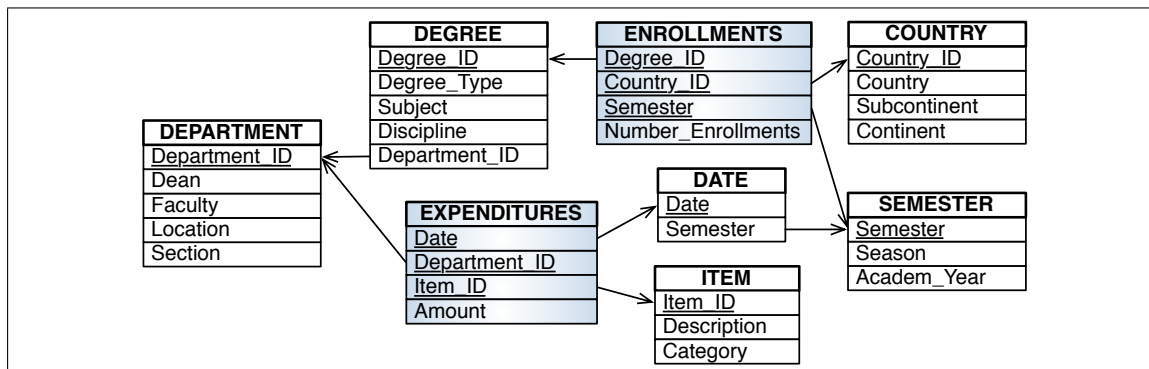 DEGREE
Degree_ID
Degree_Type
Subject
Discipline
Department_ID
ENROLLMENTS
Degree_ID
Country_ID
Semester
Number_Enrollments
COUNTRY
Country_ID
Country
Subcontinent
Continent
DEPARTMENT
Department_ID
Dean
Faculty
Location
Section
EXPENDITURES
Date
Department_ID
Item_ID
Amount
DATE
Date
Semester
SEMESTER
Semester
Season
Academ_Year
ITEM
Item_ID
Description
Category